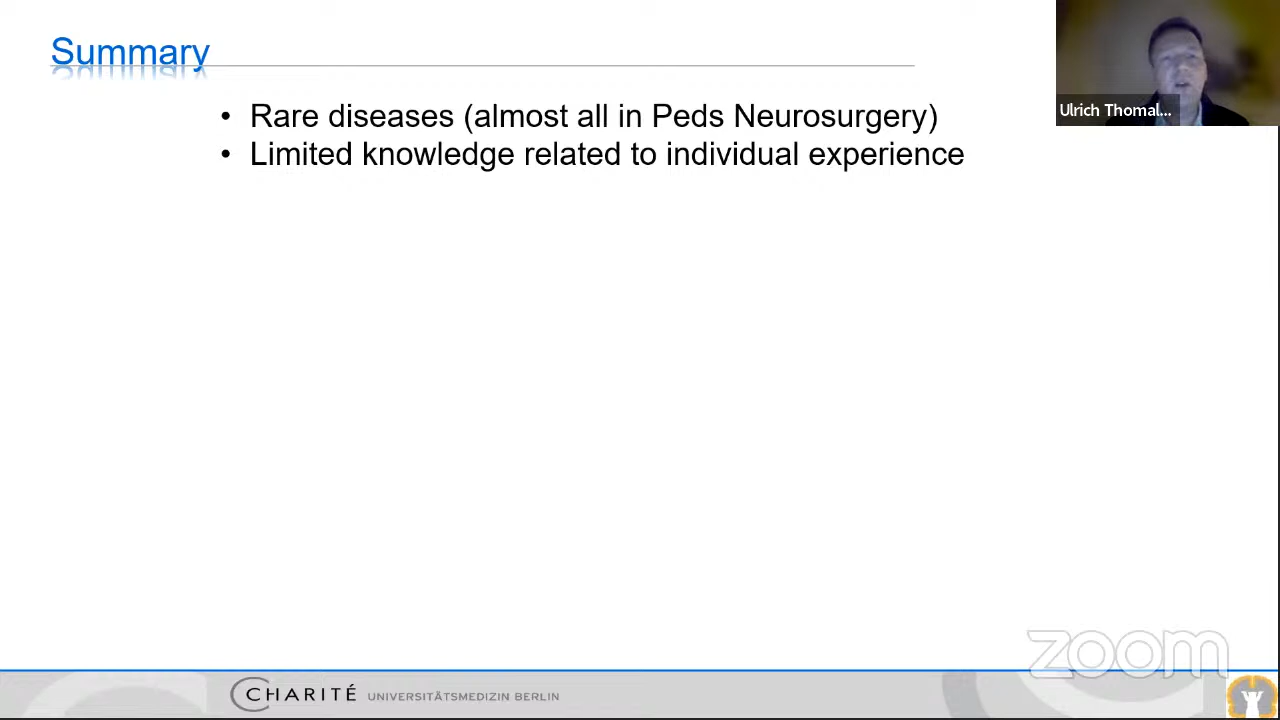 Summary
Ulrich Thomal...
• Rare diseases (almost all in Peds Neurosurgery)
• Limited knowledge related to individual experience
zoom
CHARITÉ UNIVERSITÄTSMEDIZIN BERLIN